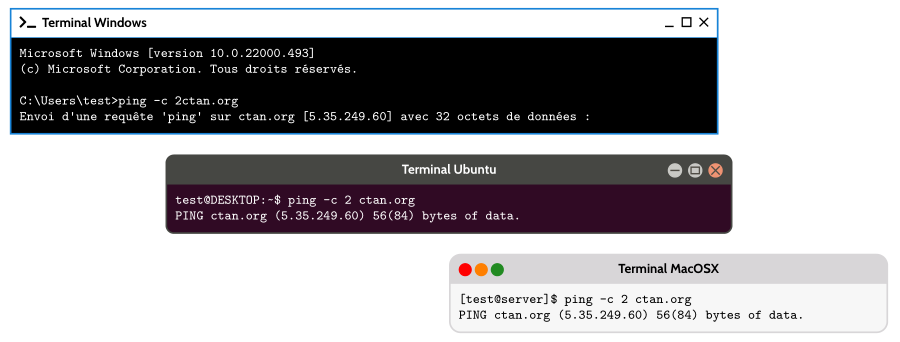 Terminal Windows
Microsoft Windows [version 10.0.22000.493]
(c) Microsoft Corporation. Tous droits réservés.
C:\Users\test>ping -c 2ctan.org
Envoi d'une requête 'ping' sur ctan.org [5.35.249.60] avec 32 octets de données :
Terminal Ubuntu
test@DESKTOP:~$ ping -c 2 ctan.org
PING ctan.org (5.35.249.60) 56(84) bytes of data.
Terminal MacOSX
[test@server]$ ping -c 2 ctan.org
PING ctan.org (5.35.249.60) 56(84) bytes of data.